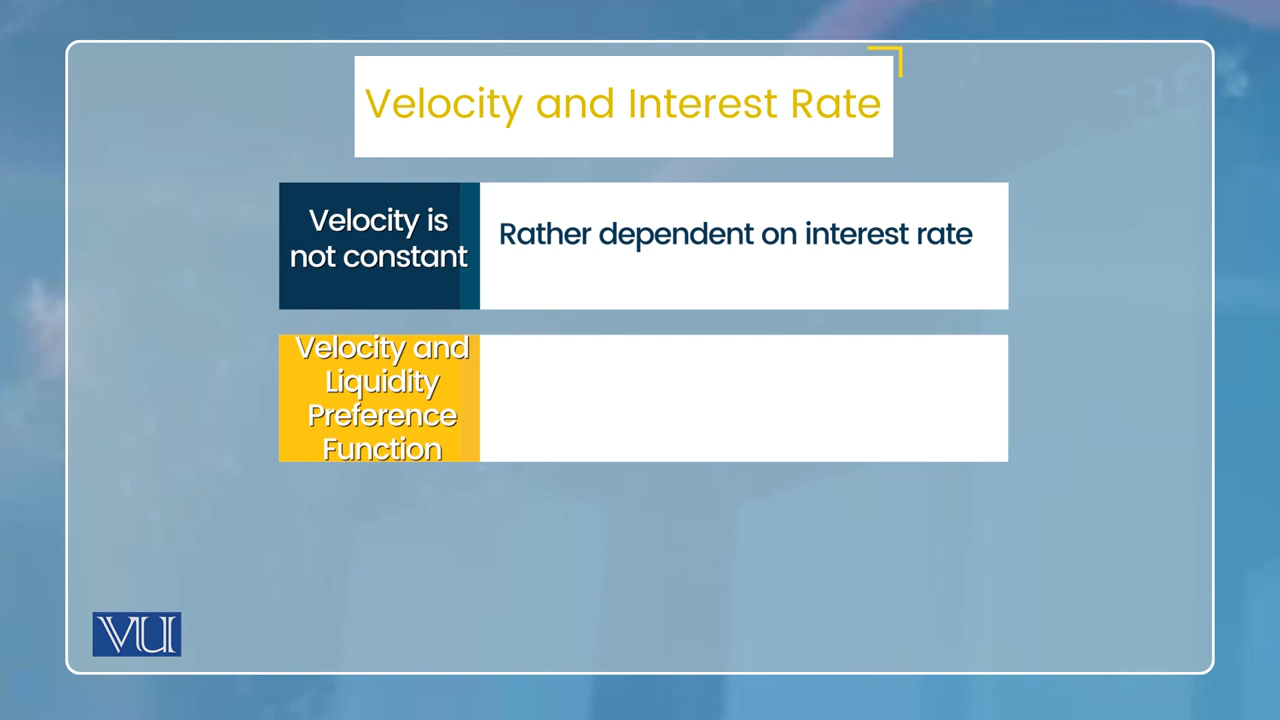 Velocity and Interest Rate
Velocity is
not constant
Rather dependent on interest rate
Velocity and
Liquidity
Preference
Function
VU